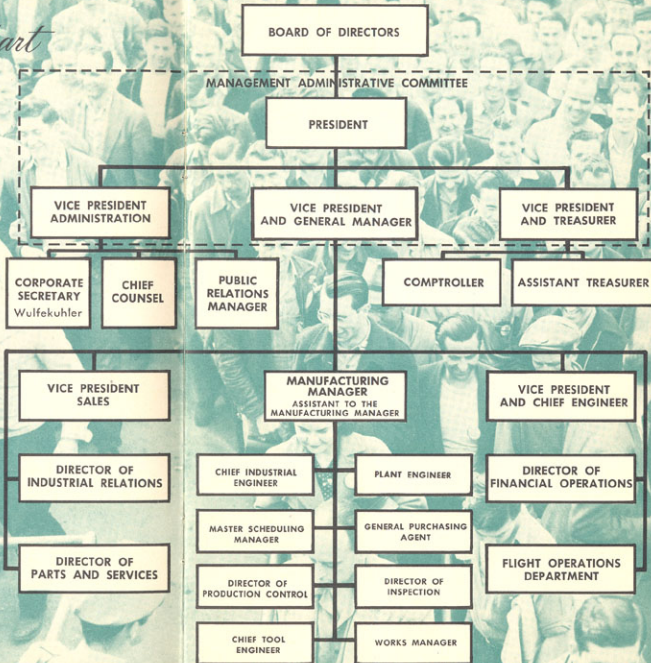 art
BOARD OF DIRECTORS
MANAGEMENT ADMINISTRATIVE COMMITTEE
PRESIDENT
VICE PRESIDENT
ADMINISTRATION
VICE PRESIDENT
AND GENERAL MANAGER
VICE PRESIDENT
AND TREASURER
CORPORATE
SECRETARY
Wulfekuhler
CHIEF
COUNSEL
PUBLIC
RELATIONS
MANAGER
COMPTROLLER
ASSISTANT TREASURER
VICE PRESIDENT
SALES
MANUFACTURING
MANAGER
ASSISTANT TO THE
MANUFACTURING MANAGER
VICE PRESIDENT
AND CHIEF ENGINEER
DIRECTOR OF
INDUSTRIAL RELATIONS
CHIEF INDUSTRIAL
ENGINEER
PLANT ENGINEER
DIRECTOR OF
FINANCIAL OPERATIONS
MASTER SCHEDULING
MANAGER
GENERAL PURCHASING
AGENT
DIRECTOR OF
PARTS AND SERVICES
DIRECTOR OF
PRODUCTION CONTROL
DIRECTOR OF
INSPECTION
FLIGHT OPERATIONS
DEPARTMENT
CHIEF TOOL
ENGINEER
WORKS MANAGER